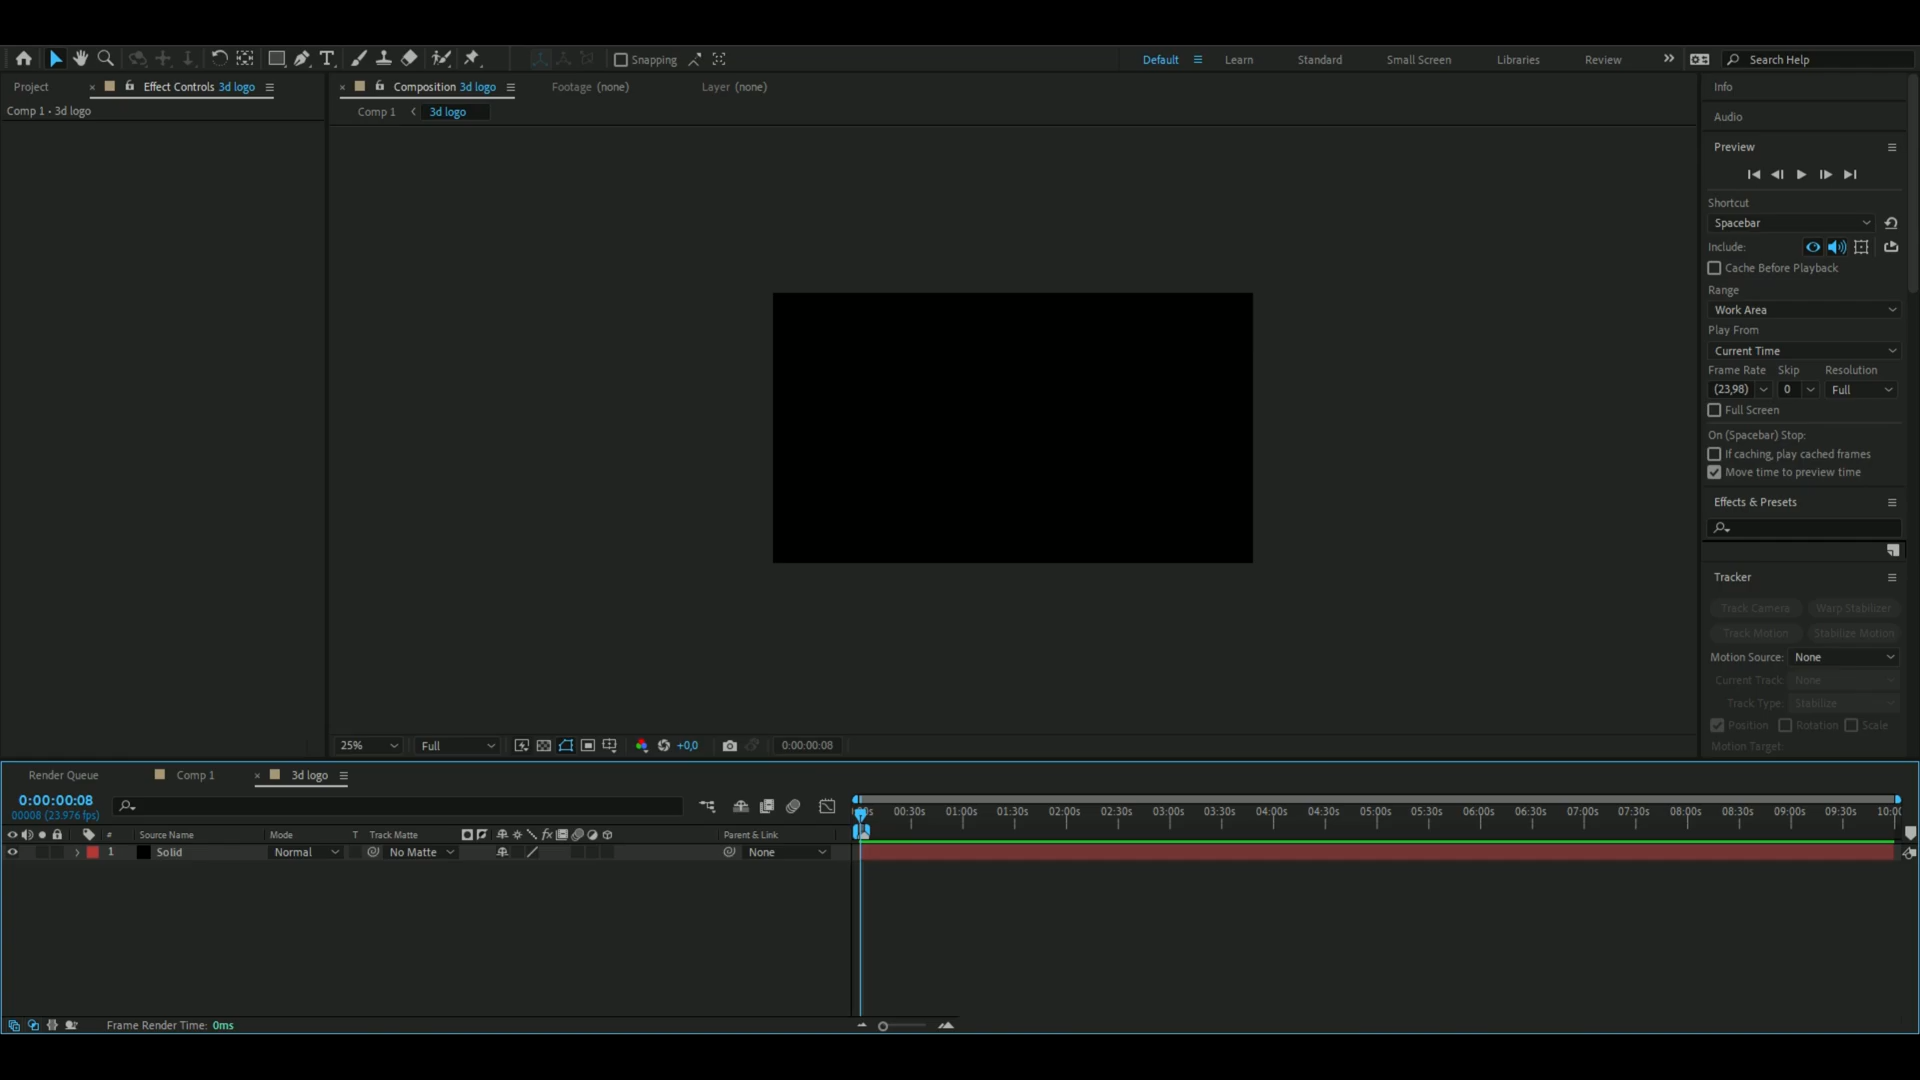 Snapping
Default
Learn
Standard
Small Screen
Libraries
Review
Search Help
Project
Effect Controls 3d logo
Composition 3d logo
Footage (none)
Layer (none)
Info
Comp 1 • 3d logo
Comp 1
3d logo
Audio
Preview
Shortcut
Spacebar
Include:
Cache Before Playback
Range
Work Area
Play From
Current Time
Frame Rate Skip Resolution
(23,98) 0 Full
Full Screen
On (Spacebar) Stop:
If caching, play cached frames
Move time to preview time
Effects & Presets
Tracker
Track Camera Warp Stabilizer
Track Motion Stabilize Motion
Motion Source: None
Current Track: None
Track Type: Stabilize
Position Rotation Scale
Motion Target:
25% Full +0,0 0:00:00:08
Render Queue Comp 1 3d logo
0:00:00:08
00008 (23.976 fps)
00:30s 01:00s 01:30s 02:00s 02:30s 03:00s 03:30s 04:00s 04:30s 05:00s 05:30s 06:00s 06:30s 07:00s 07:30s 08:00s 08:30s 09:00s 09:30s
# Source Name Mode T Track Matte fx Parent & Link
1 Solid Normal No Matte None
Frame Render Time: 0ms